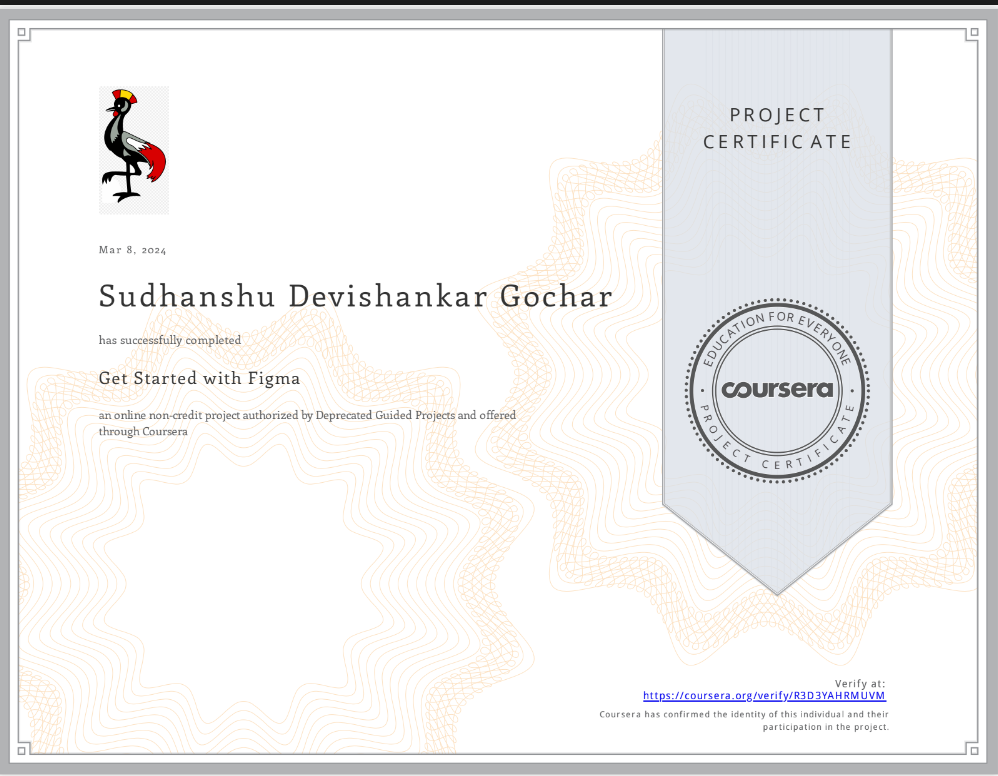 PROJECT
CERTIFICATE
Mar 8, 2024
Sudhanshu Devishankar Gochar
has successfully completed
Get Started with Figma
an online non-credit project authorized by Deprecated Guided Projects and offered
through Coursera
EDUCATION FOR EVERYONE
coursera
PROJECT CERTIFICATE
Verify at:
https://coursera.org/verify/R3D3YAHRMUVM
Coursera has confirmed the identity of this individual and their
participation in the project.